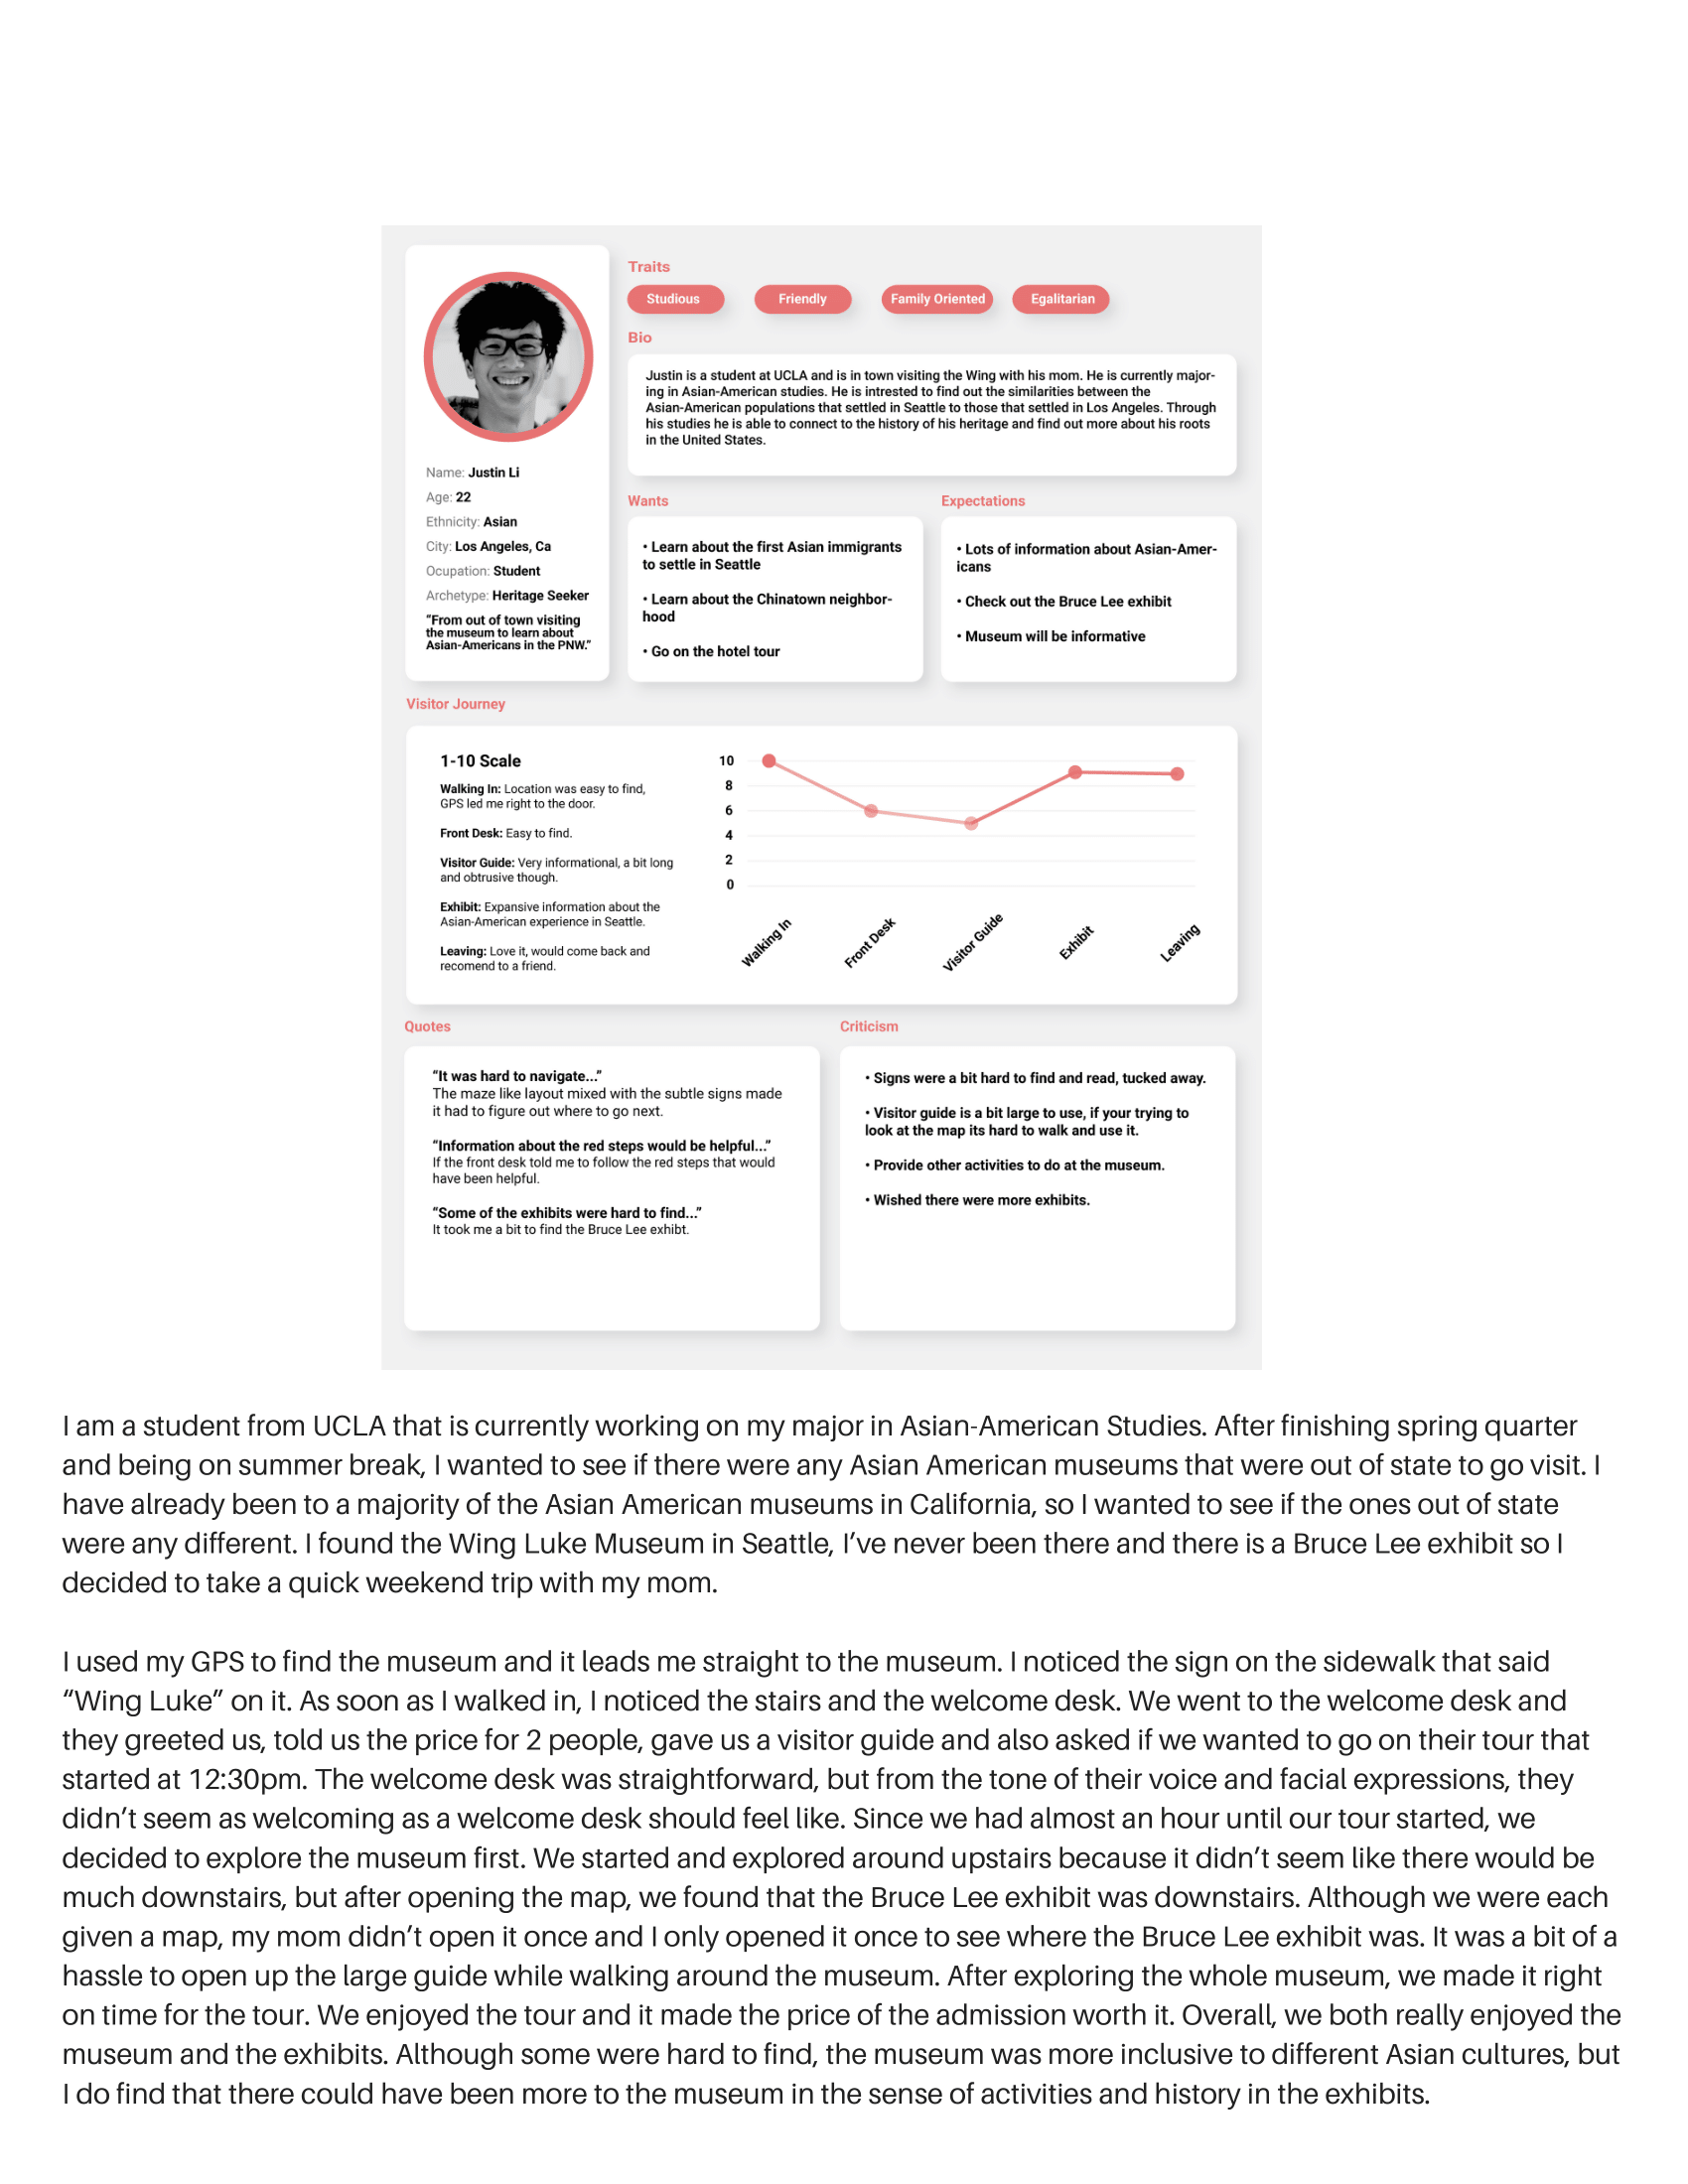 Traits
Studious
Friendly
Family Oriented
Egalitarian
Bio
Justin is a student at UCLA and is in town visiting the Wing with his mom. He is currently major-
ing in Asian-American studies. He is intrested to find out the similarities between the
Asian-American populations that settled in Seattle to those that settled in Los Angeles. Through
his studies he is able to connect to the history of his heritage and find out more about his roots
in the United States.
Name: Justin Li
Age: 22
Ethnicity: Asian
City: Los Angeles, Ca
Ocupation: Student
Archetype: Heritage Seeker
“From out of town visiting
the museum to learn about
Asian-Americans in the PNW.”
Wants
• Learn about the first Asian immigrants
to settle in Seattle
• Learn about the Chinatown neighbor-
hood
• Go on the hotel tour
Expectations
• Lots of information about Asian-Amer-
icans
• Check out the Bruce Lee exhibit
• Museum will be informative
Visitor Journey
1-10 Scale
Walking In: Location was easy to find,
GPS led me right to the door.
Front Desk: Easy to find.
Visitor Guide: Very informational, a bit long
and obtrusive though.
Exhibit: Expansive information about the
Asian-American experience in Seattle.
Leaving: Love it, would come back and
recomend to a friend.
10
8
6
4
2
0
Walking In
Front Desk
Visitor Guide
Exhibit
Leaving
Quotes
“It was hard to navigate...”
The maze like layout mixed with the subtle signs made
it had to figure out where to go next.
“Information about the red steps would be helpful...”
If the front desk told me to follow the red steps that would
have been helpful.
“Some of the exhibits were hard to find...”
It took me a bit to find the Bruce Lee exhibt.
Criticism
• Signs were a bit hard to find and read, tucked away.
• Visitor guide is a bit large to use, if your trying to
look at the map its hard to walk and use it.
• Provide other activities to do at the museum.
• Wished there were more exhibits.
I am a student from UCLA that is currently working on my major in Asian-American Studies. After finishing spring quarter
and being on summer break, I wanted to see if there were any Asian American museums that were out of state to go visit. I
have already been to a majority of the Asian American museums in California, so I wanted to see if the ones out of state
were any different. I found the Wing Luke Museum in Seattle, I’ve never been there and there is a Bruce Lee exhibit so I
decided to take a quick weekend trip with my mom.
I used my GPS to find the museum and it leads me straight to the museum. I noticed the sign on the sidewalk that said
“Wing Luke” on it. As soon as I walked in, I noticed the stairs and the welcome desk. We went to the welcome desk and
they greeted us, told us the price for 2 people, gave us a visitor guide and also asked if we wanted to go on their tour that
started at 12:30pm. The welcome desk was straightforward, but from the tone of their voice and facial expressions, they
didn’t seem as welcoming as a welcome desk should feel like. Since we had almost an hour until our tour started, we
decided to explore the museum first. We started and explored around upstairs because it didn’t seem like there would be
much downstairs, but after opening the map, we found that the Bruce Lee exhibit was downstairs. Although we were each
given a map, my mom didn’t open it once and I only opened it once to see where the Bruce Lee exhibit was. It was a bit of a
hassle to open up the large guide while walking around the museum. After exploring the whole museum, we made it right
on time for the tour. We enjoyed the tour and it made the price of the admission worth it. Overall, we both really enjoyed the
museum and the exhibits. Although some were hard to find, the museum was more inclusive to different Asian cultures, but
I do find that there could have been more to the museum in the sense of activities and history in the exhibits.